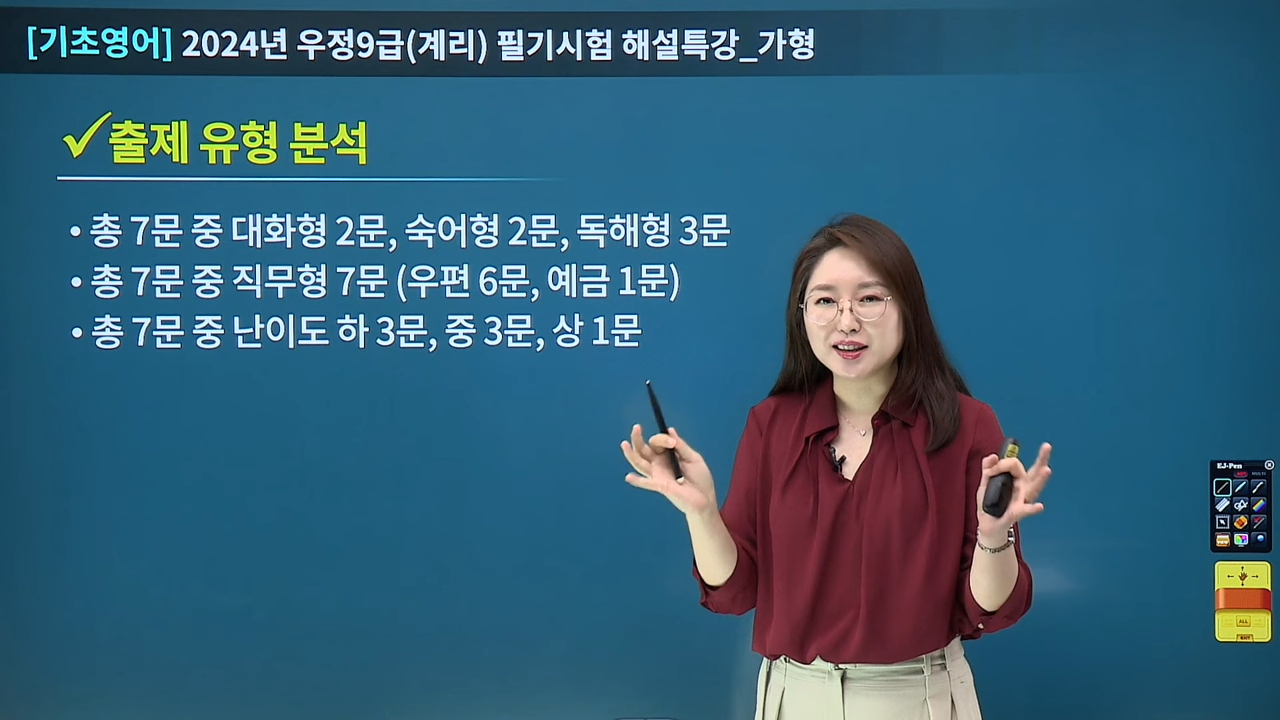 [기초영어] 2024년 우정9급(계리) 필기시험 해설특강_가형
✓출제 유형 분석
• 총 7문 중 대화형 2문, 숙어형 2문, 독해형 3문
• 총 7문 중 직무형 7문 (우편 6문, 예금 1문)
• 총 7문 중 난이도 하 3문, 중 3문, 상 1문
EJ-Pen
ALL
EXIT